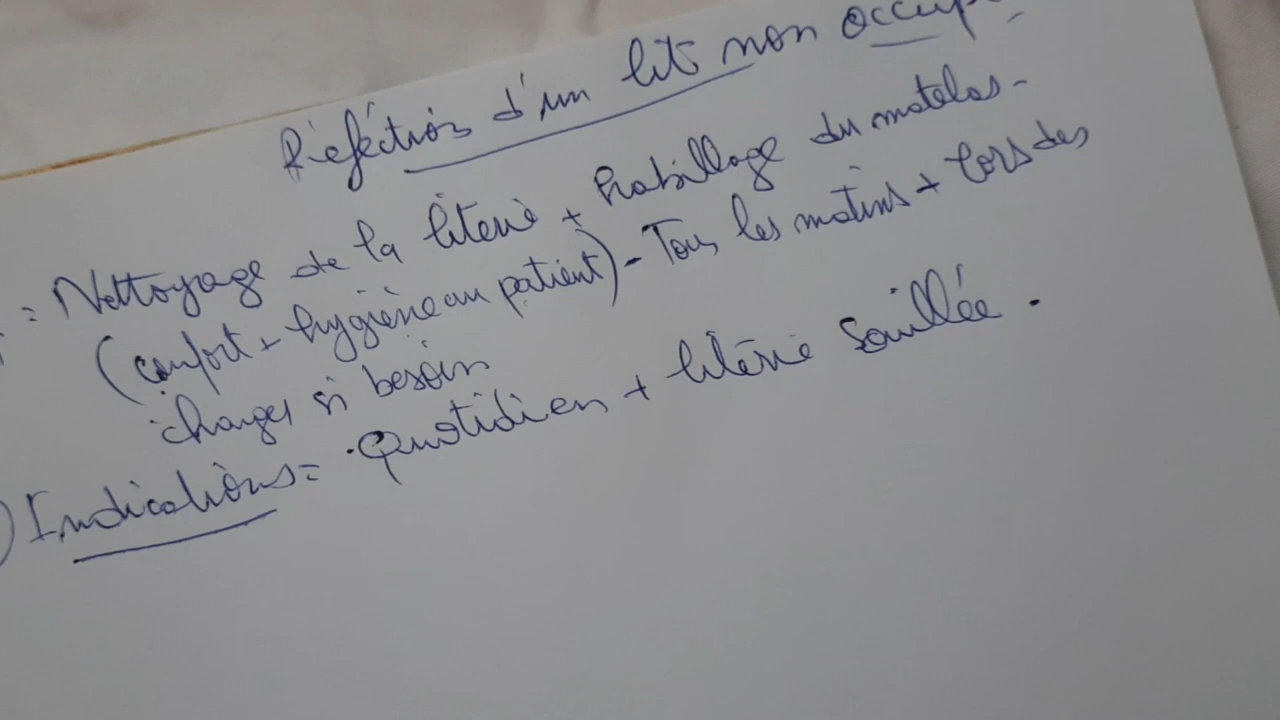 Réfection d'un lit non occup
= Nettoyage de la literie + habillage du matelas -
(confort + hygiène au patient) - Tous les matins + lors des
changes si besoin
) Indications = . Quotidien + literie souillée .